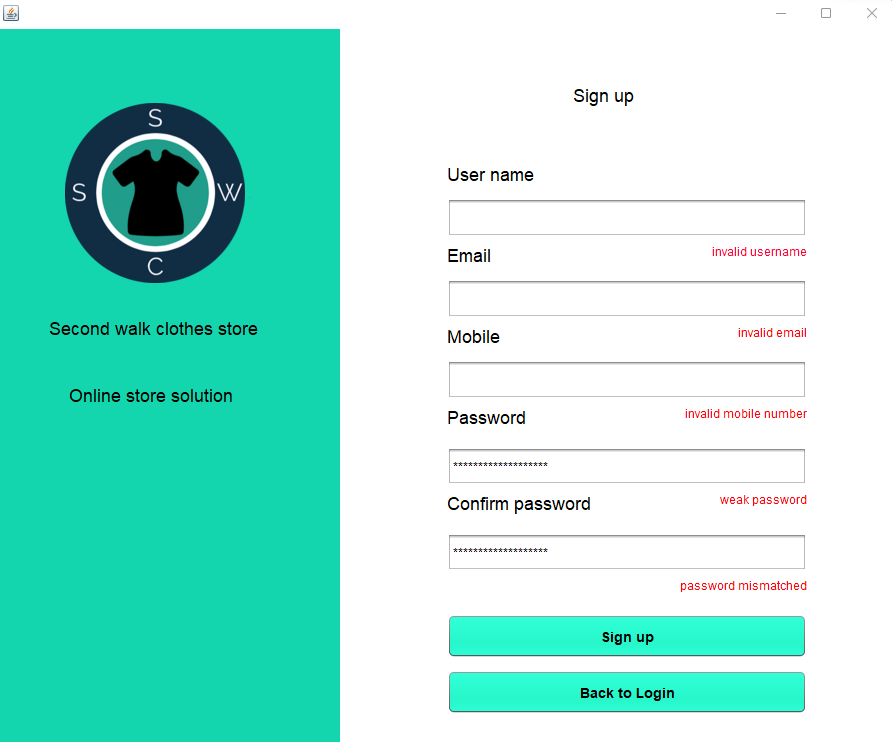 S
S
W
C
Second walk clothes store
Online store solution
Sign up
User name
invalid username
Email
invalid email
Mobile
invalid mobile number
Password
*******************
weak password
Confirm password
*******************
password mismatched
Sign up
Back to Login